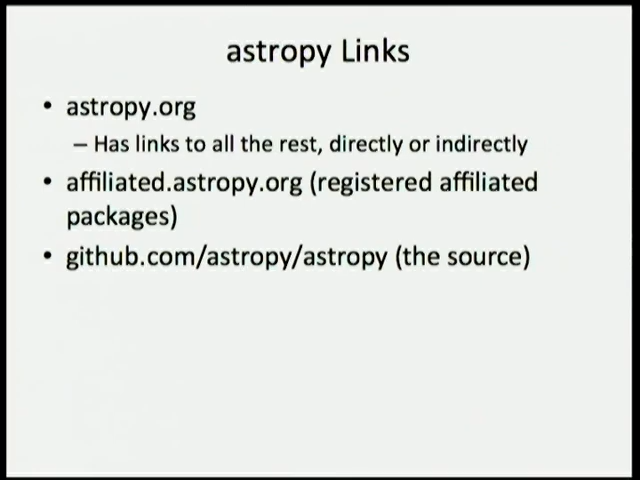 astropy Links
• astropy.org
– Has links to all the rest, directly or indirectly
• affiliated.astropy.org (registered affiliated
packages)
• github.com/astropy/astropy (the source)